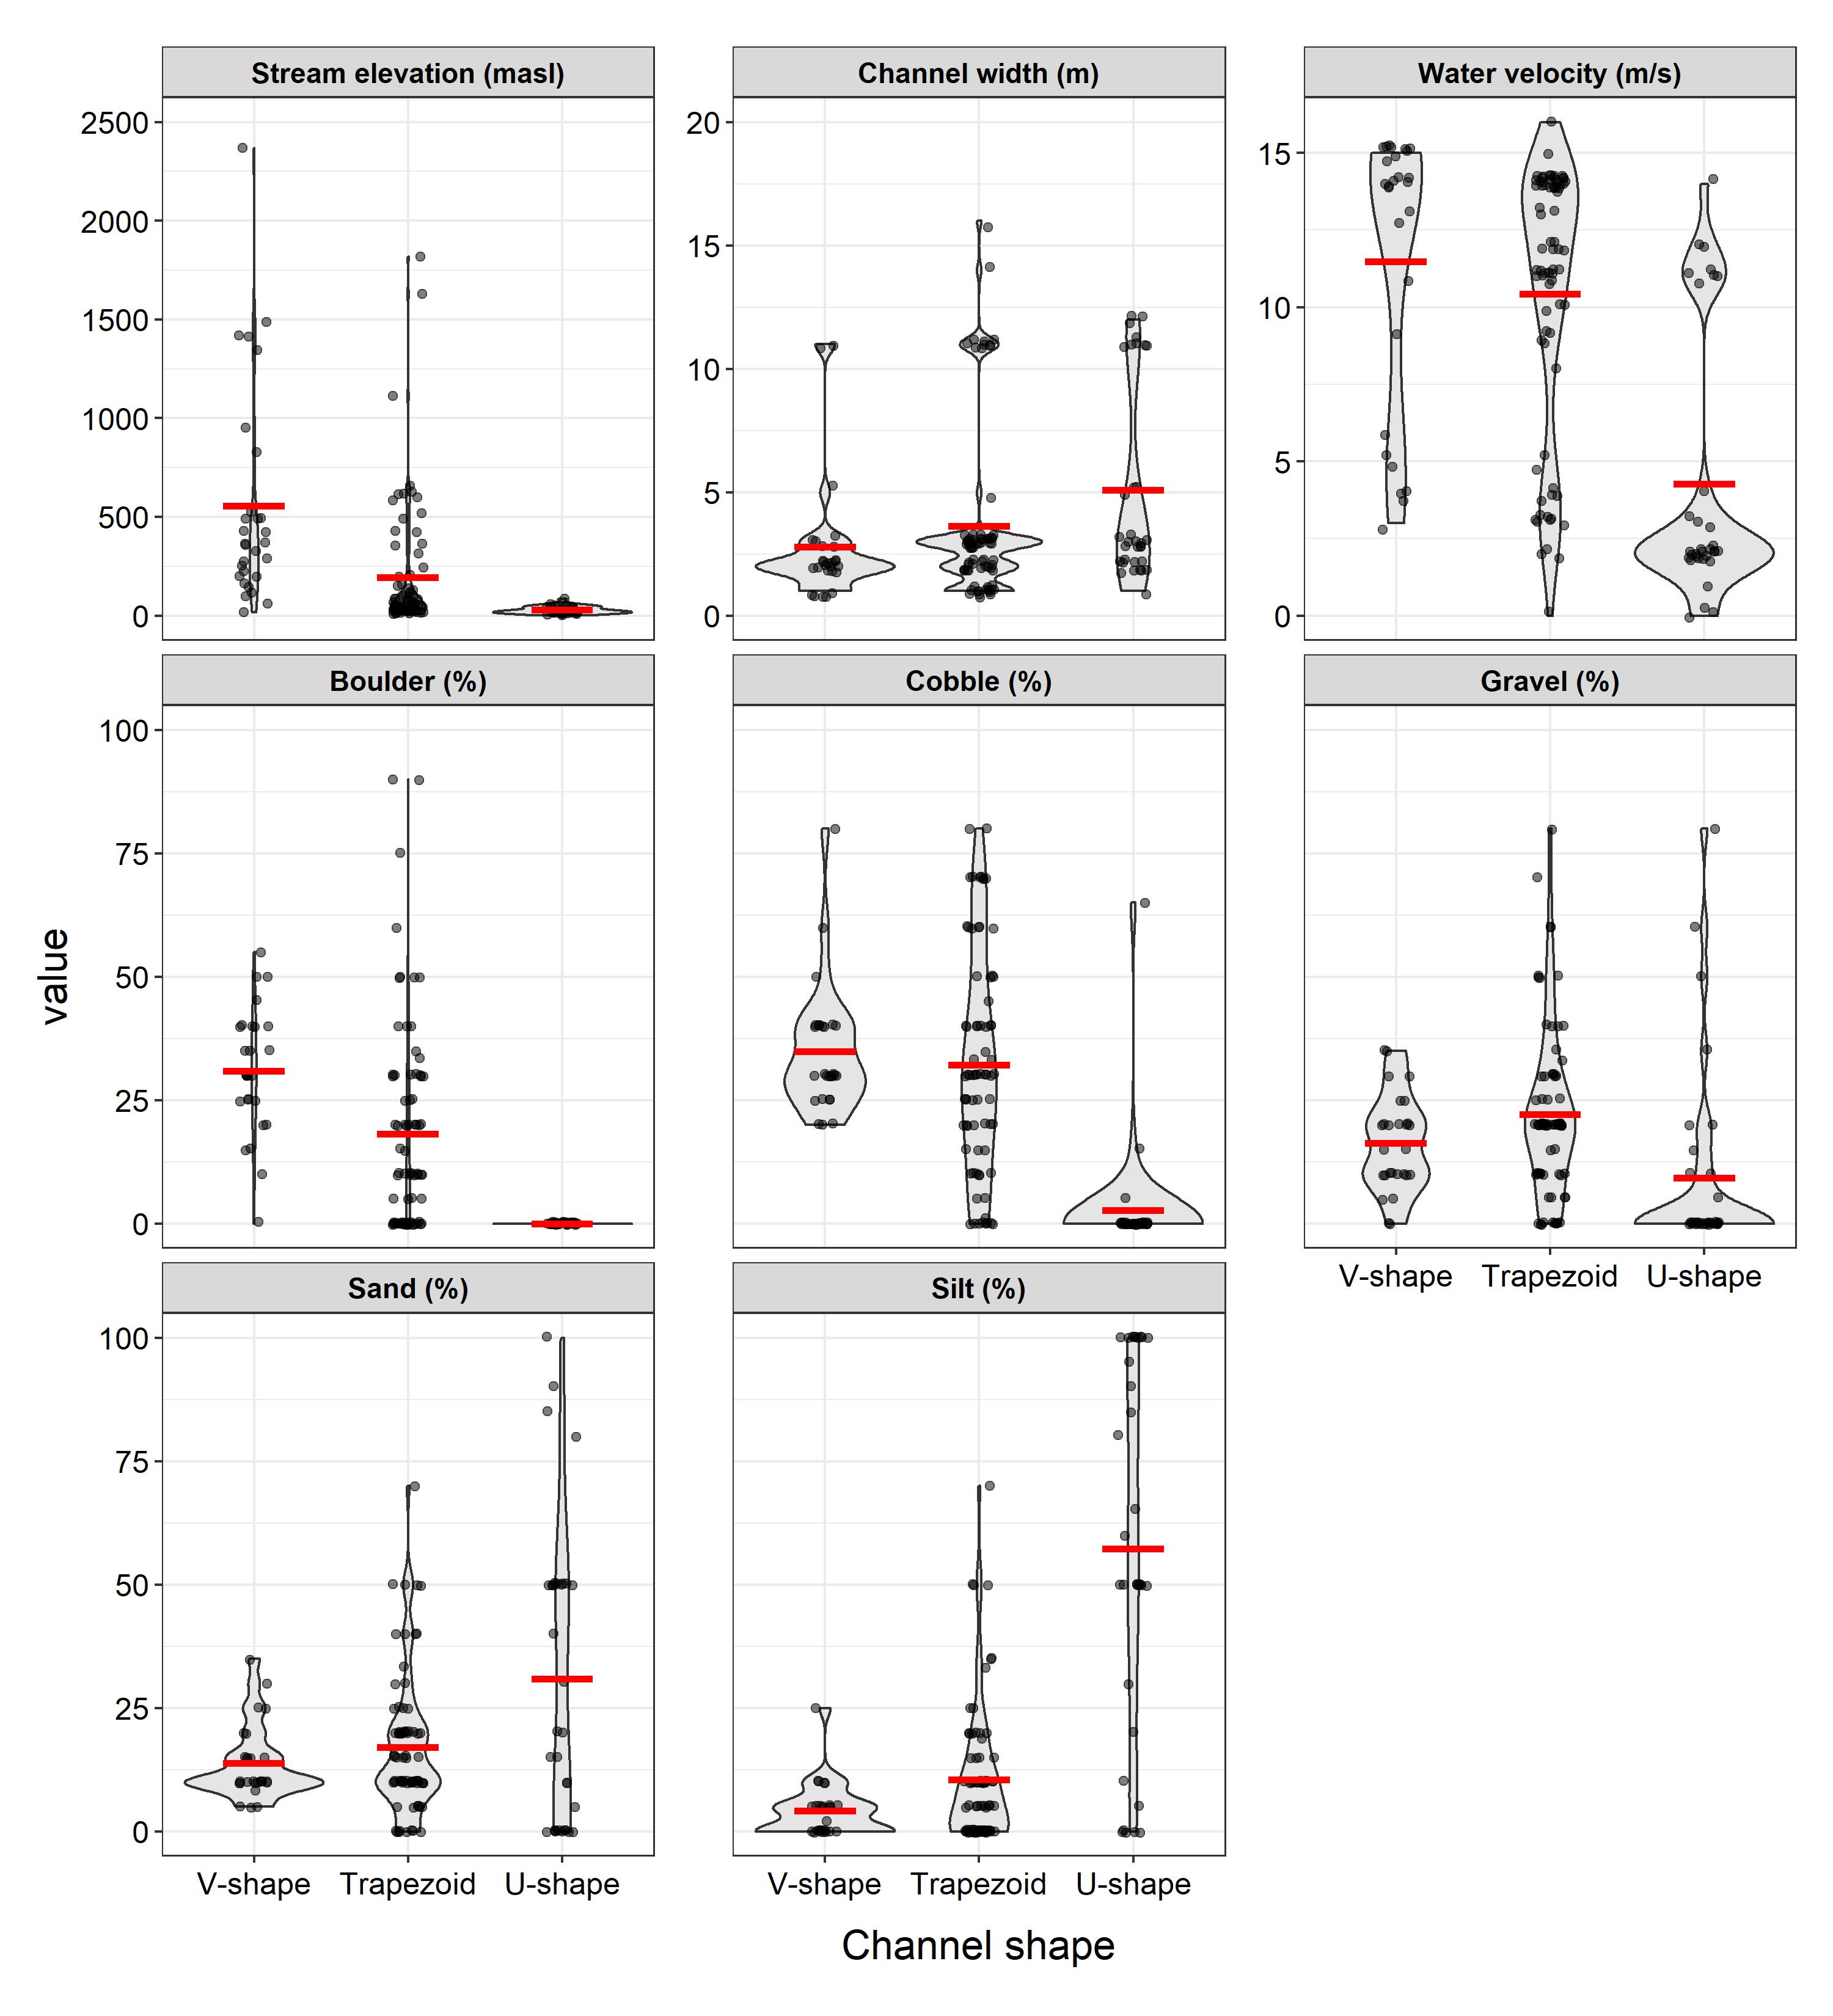 Stream elevation (masl)
Channel width (m)
Water velocity (m/s)
2500
2000
1500
1000
500
0
20
15
10
5
0
15
10
5
0
Boulder (%)
Cobble (%)
Gravel (%)
100
75
50
25
0
V-shape Trapezoid U-shape
Sand (%)
Silt (%)
100
75
50
25
0
V-shape Trapezoid U-shape
V-shape Trapezoid U-shape
value
Channel shape